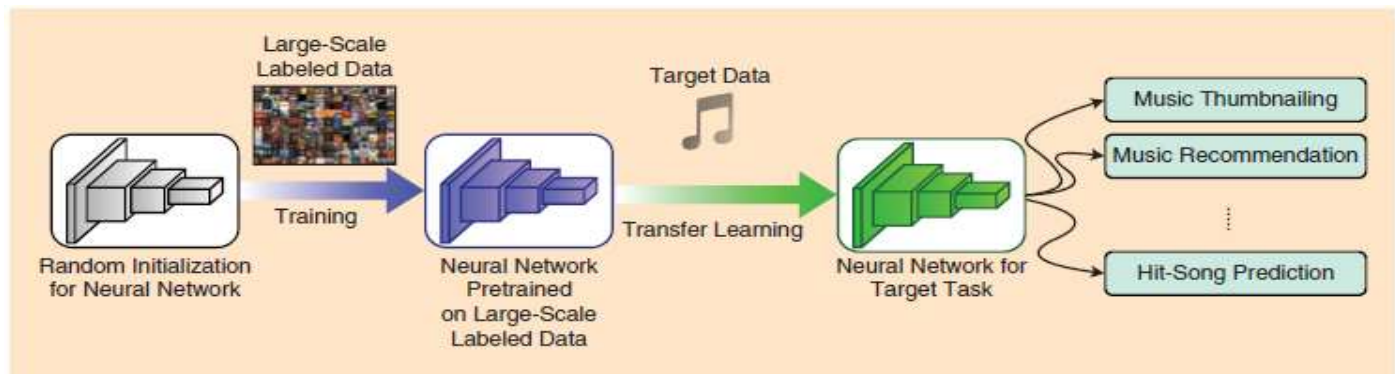 Large-Scale
Labeled Data
Training
Random Initialization
for Neural Network
Neural Network
Pretrained
on Large-Scale
Labeled Data
Target Data
Transfer Learning
Neural Network for
Target Task
Music Thumbnailing
Music Recommendation
Hit-Song Prediction